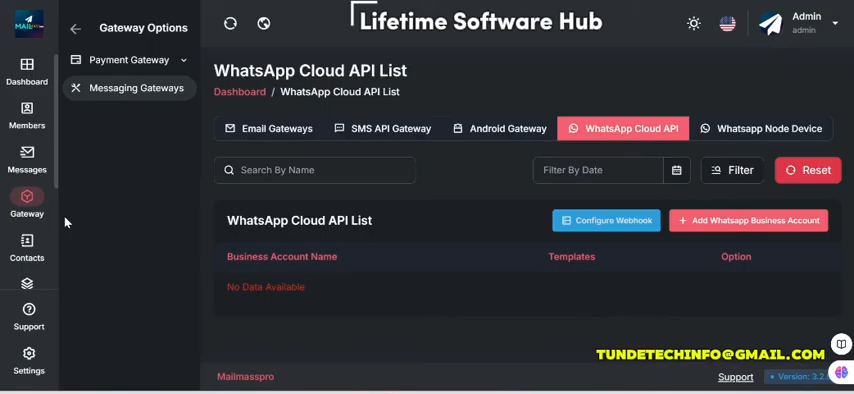 Lifetime Software Hub
Gateway Options
Admin
admin
Dashboard
Members
Messages
Gateway
Contacts
Support
Settings
Payment Gateway
Messaging Gateways
WhatsApp Cloud API List
Dashboard / WhatsApp Cloud API List
Email Gateways SMS API Gateway Android Gateway WhatsApp Cloud API Whatsapp Node Device
Search By Name Filter By Date Filter Reset
WhatsApp Cloud API List Configure Webhook + Add Whatsapp Business Account
Business Account Name Templates Option
No Data Available
TUNDETECHINFO@GMAIL.COM
Mailmasspro Support Version: 3.2.